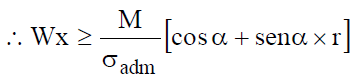 ∴ Wx ≥ M/σadm [cos α + senα × r]